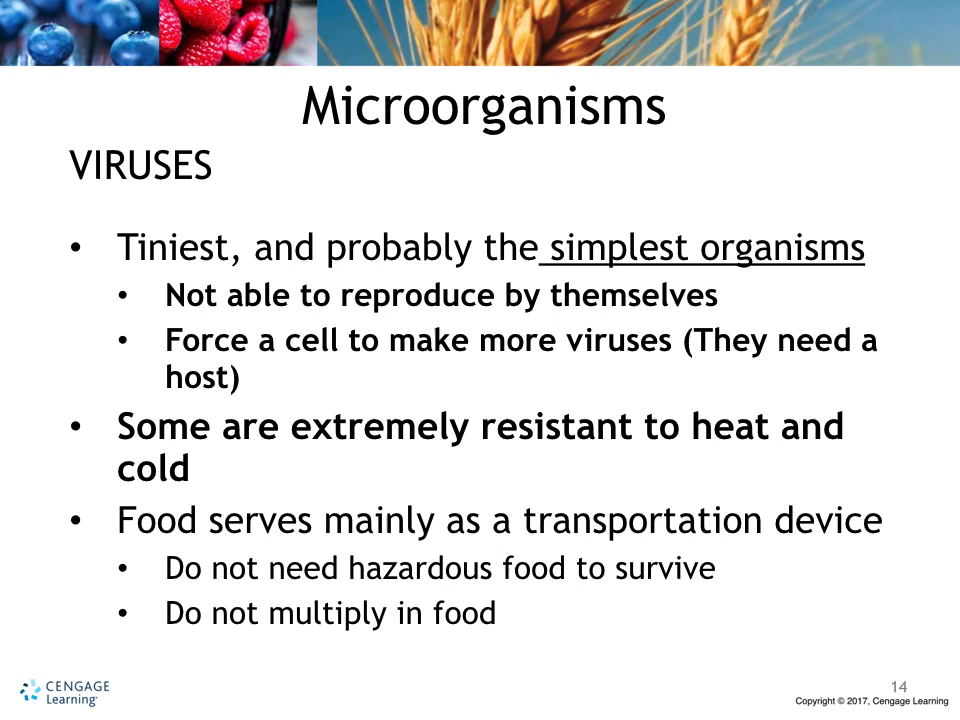 Microorganisms
VIRUSES
• Tiniest, and probably the simplest organisms
• Not able to reproduce by themselves
• Force a cell to make more viruses (They need a
host)
• Some are extremely resistant to heat and
cold
• Food serves mainly as a transportation device
• Do not need hazardous food to survive
• Do not multiply in food
CENGAGE
Learning
14
Copyright © 2017, Cengage Learning